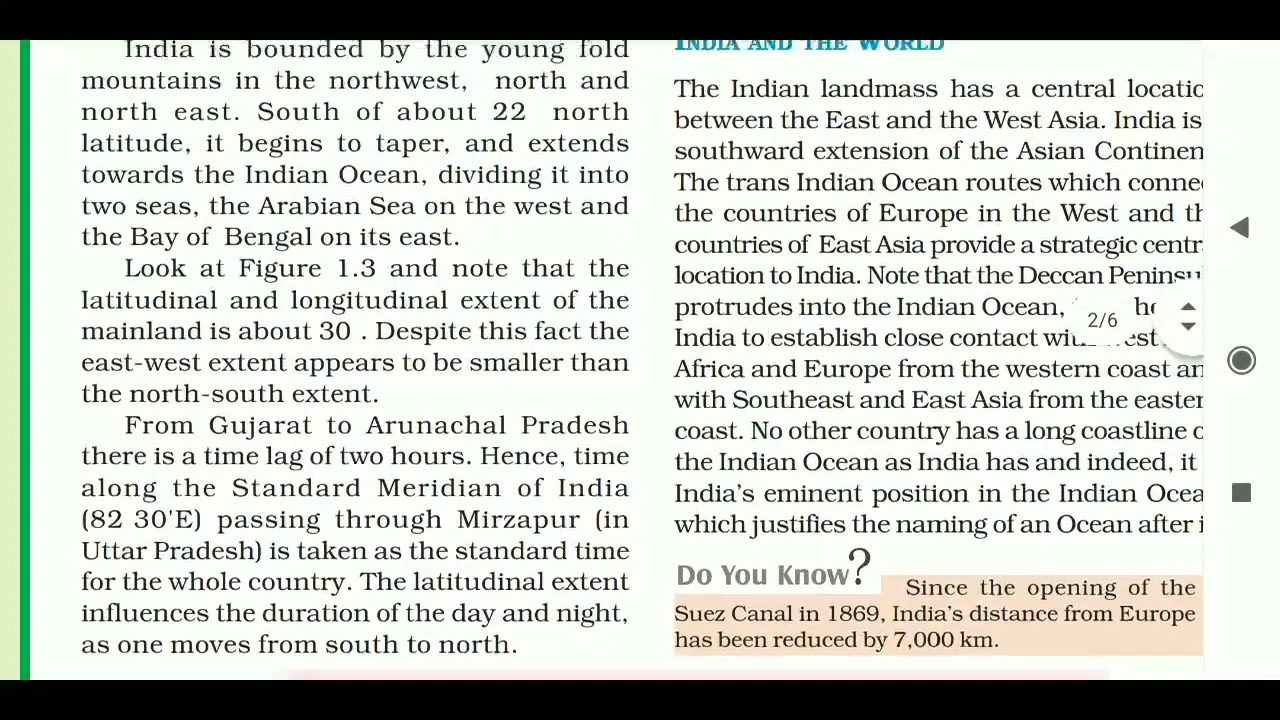 India is bounded by the young fold
mountains in the northwest, north and
north east. South of about 22 north
latitude, it begins to taper, and extends
towards the Indian Ocean, dividing it into
two seas, the Arabian Sea on the west and
the Bay of Bengal on its east.
Look at Figure 1.3 and note that the
latitudinal and longitudinal extent of the
mainland is about 30 . Despite this fact the
east-west extent appears to be smaller than
the north-south extent.
From Gujarat to Arunachal Pradesh
there is a time lag of two hours. Hence, time
along the Standard Meridian of India
(82 30'E) passing through Mirzapur (in
Uttar Pradesh) is taken as the standard time
for the whole country. The latitudinal extent
influences the duration of the day and night,
as one moves from south to north.
INDIA AND THE WORLD
The Indian landmass has a central locatio
between the East and the West Asia. India is
southward extension of the Asian Continen
The trans Indian Ocean routes which conne
the countries of Europe in the West and th
countries of East Asia provide a strategic centr
location to India. Note that the Deccan Peninsu
protrudes into the Indian Ocean,
India to establish close contact
Africa and Europe from the western coast an
with Southeast and East Asia from the easter
coast. No other country has a long coastline o
the Indian Ocean as India has and indeed, it
India's eminent position in the Indian Ocea
which justifies the naming of an Ocean after i
2/6
Do You Know?
Since the opening of the
Suez Canal in 1869, India's distance from Europe
has been reduced by 7,000 km.